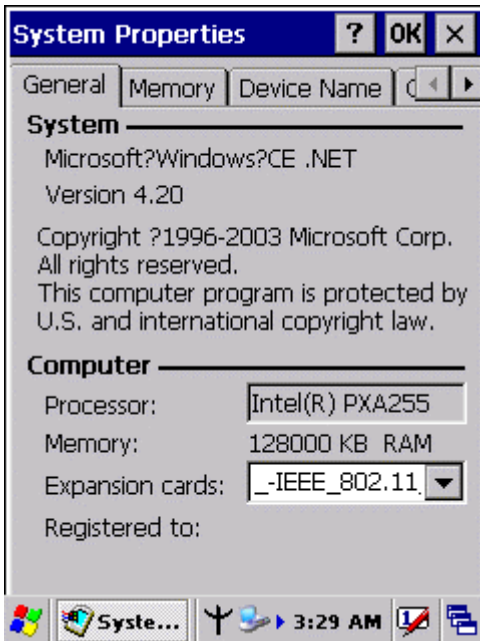 System Properties ? OK ×
General Memory Device Name
System
Microsoft?Windows?CE .NET
Version 4.20
Copyright ?1996-2003 Microsoft Corp.
All rights reserved.
This computer program is protected by
U.S. and international copyright law.
Computer
Processor: Intel(R) PXA255
Memory: 128000 KB RAM
Expansion cards: _-IEEE_802.11_
Registered to:
Syste... 3:29 AM